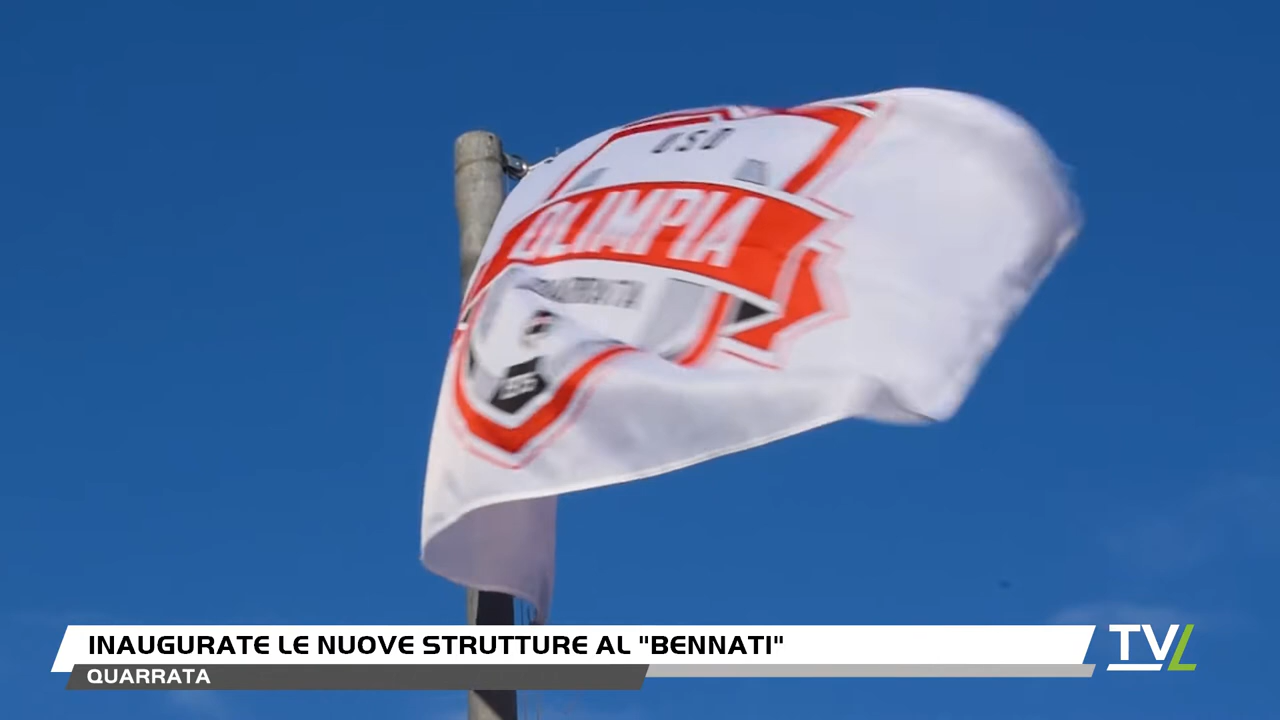 USD
OLIMPIA
INAUGURATE LE NUOVE STRUTTURE AL "BENNATI"
TVL
QUARRATA